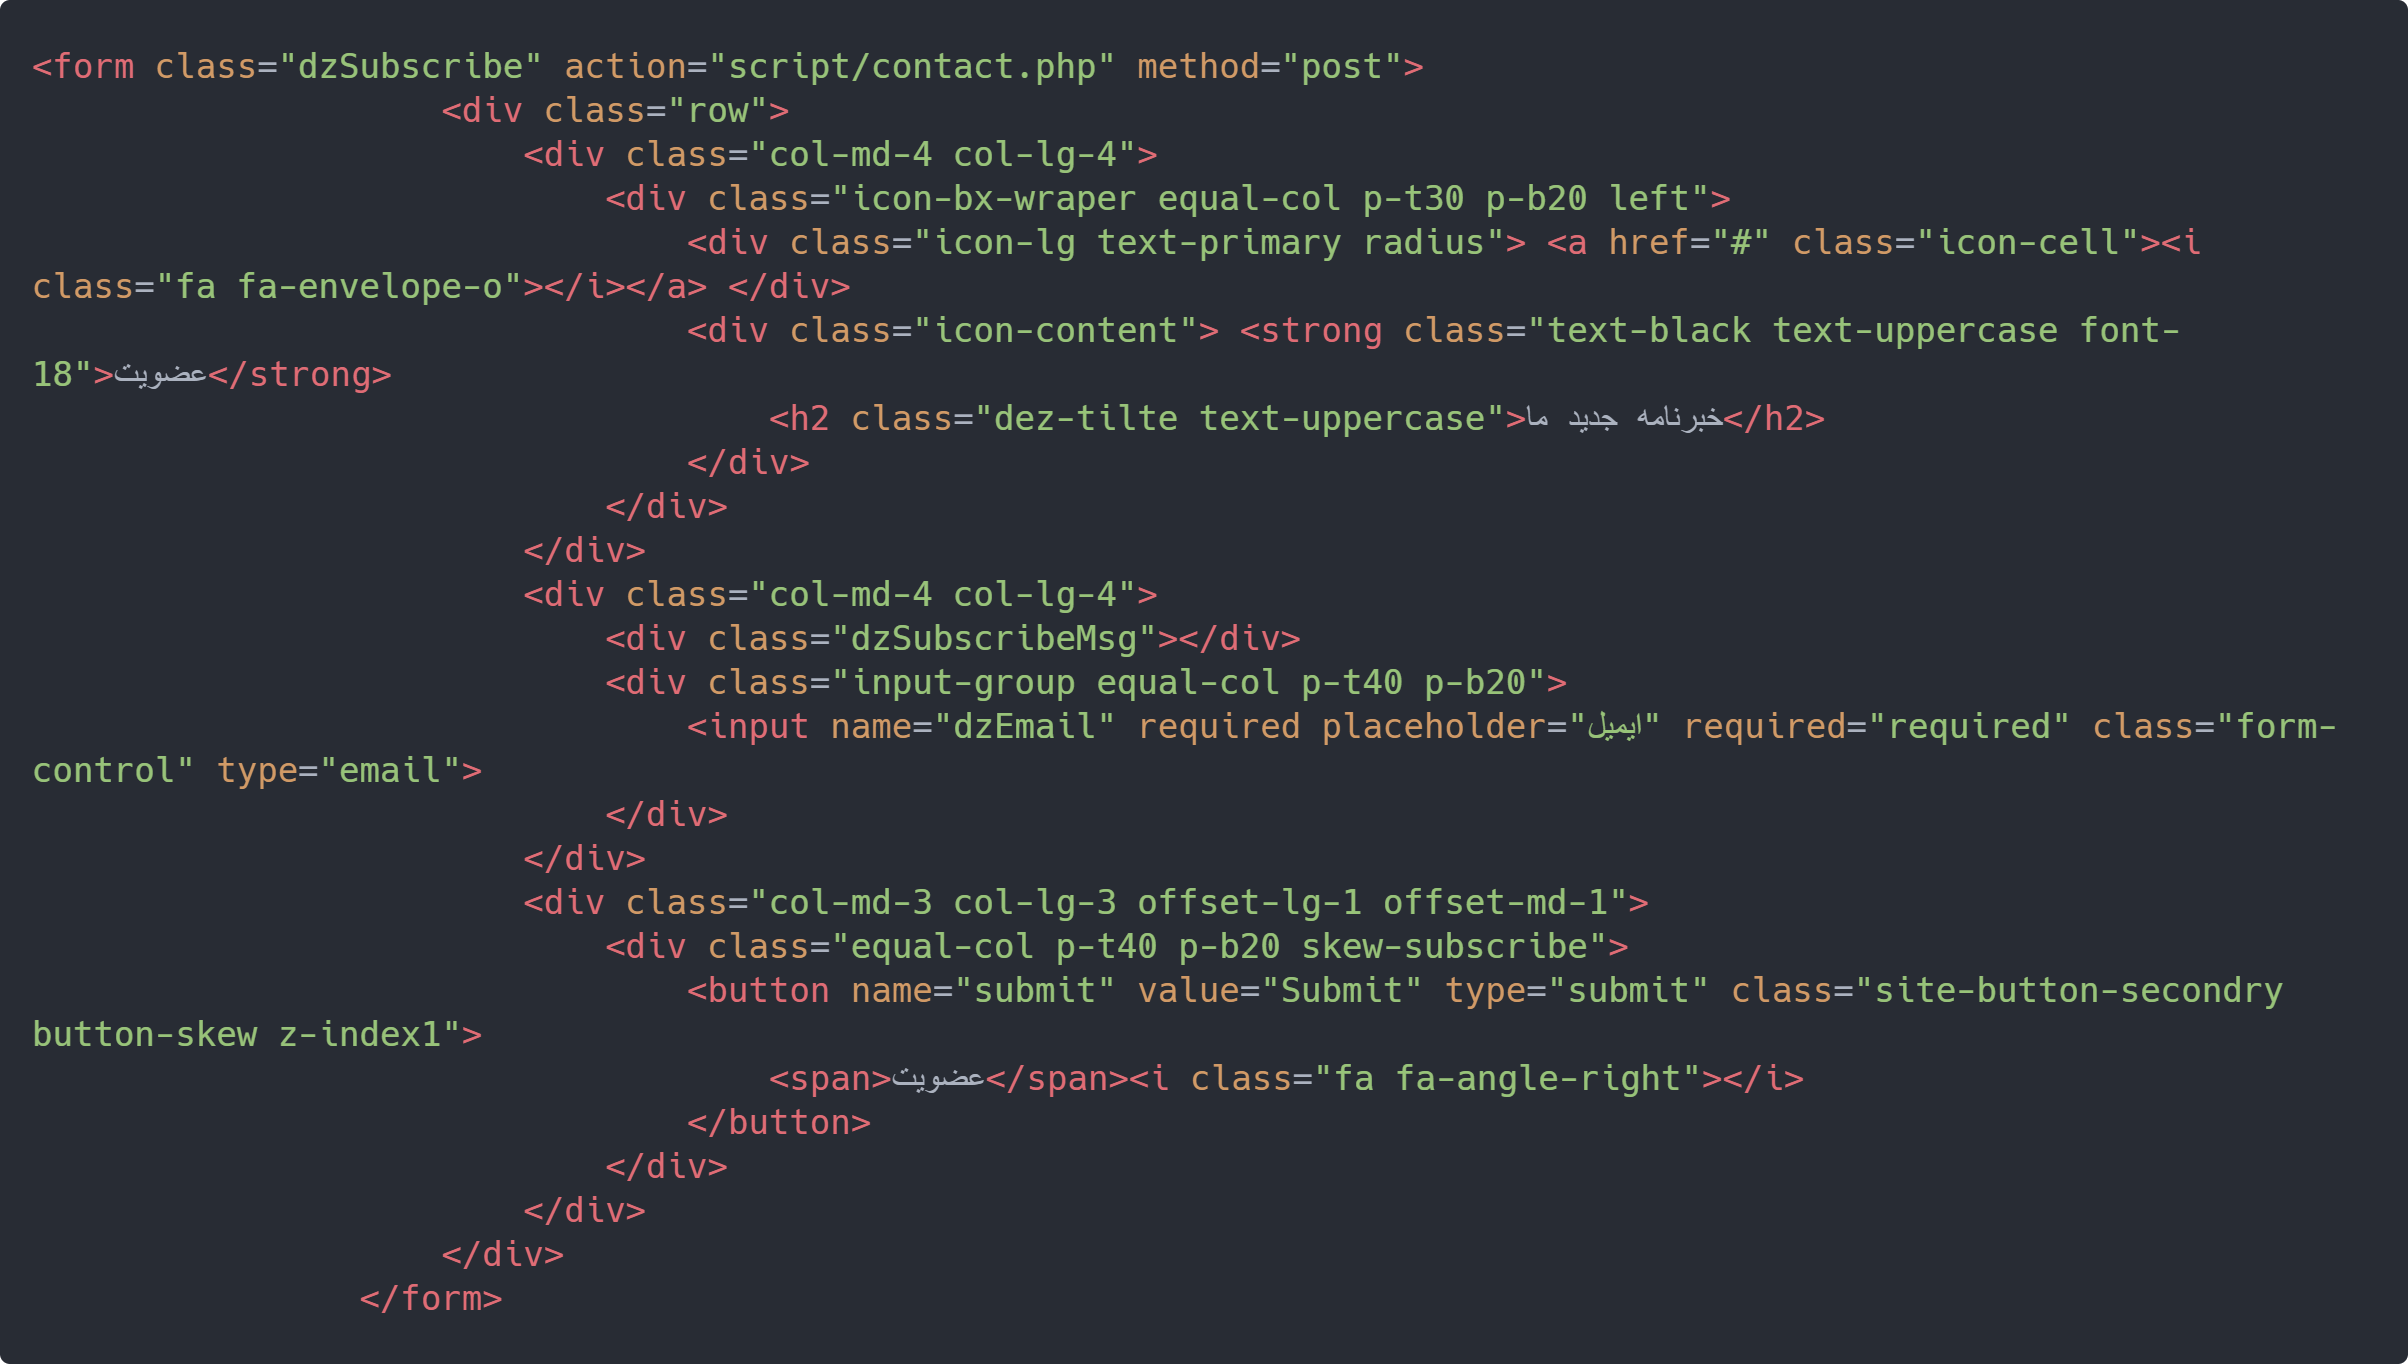 <form class="dzSubscribe" action="script/contact.php" method="post">
<div class="row">
<div class="col-md-4 col-lg-4">
<div class="icon-bx-wraper equal-col p-t30 p-b20 left">
<div class="icon-lg text-primary radius"> <a href="#" class="icon-cell"><i
class="fa fa-envelope-o"></i></a> </div>
<div class="icon-content"> <strong class="text-black text-uppercase font-
18">عضویت</strong>
<h2 class="dez-tilte text-uppercase">خبرنامه جدید ما</h2>
</div>
</div>
</div>
<div class="col-md-4 col-lg-4">
<div class="dzSubscribeMsg"></div>
<div class="input-group equal-col p-t40 p-b20">
<input name="dzEmail" required placeholder="ایمیل" required="required" class="form-
control" type="email">
</div>
</div>
<div class="col-md-3 col-lg-3 offset-lg-1 offset-md-1">
<div class="equal-col p-t40 p-b20 skew-subscribe">
<button name="submit" value="Submit" type="submit" class="site-button-secondry
button-skew z-index1">
<span>عضویت</span><i class="fa fa-angle-right"></i>
</button>
</div>
</div>
</div>
</form>